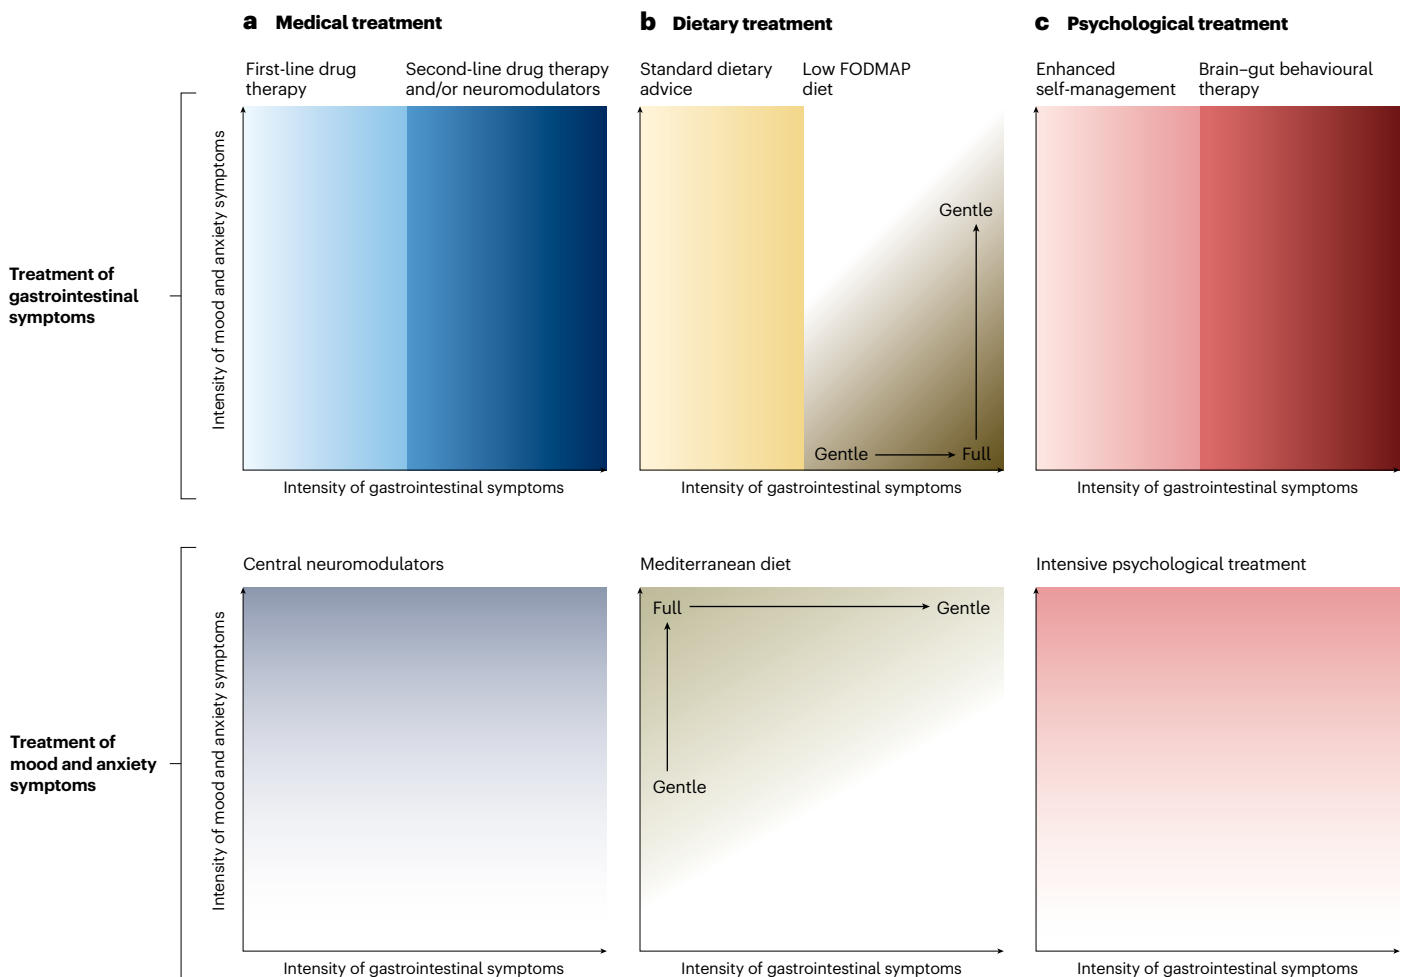 a Medical treatment
b Dietary treatment
c Psychological treatment
First-line drug
therapy
Second-line drug therapy
and/or neuromodulators
Standard dietary
advice
Low FODMAP
diet
Enhanced
self-management
Brain–gut behavioural
therapy
Treatment of
gastrointestinal
symptoms
Intensity of mood and anxiety symptoms
Gentle
Gentle
Full
Intensity of gastrointestinal symptoms
Intensity of gastrointestinal symptoms
Intensity of gastrointestinal symptoms
Central neuromodulators
Mediterranean diet
Intensive psychological treatment
Treatment of
mood and anxiety
symptoms
Intensity of mood and anxiety symptoms
Full
Gentle
Gentle
Intensity of gastrointestinal symptoms
Intensity of gastrointestinal symptoms
Intensity of gastrointestinal symptoms